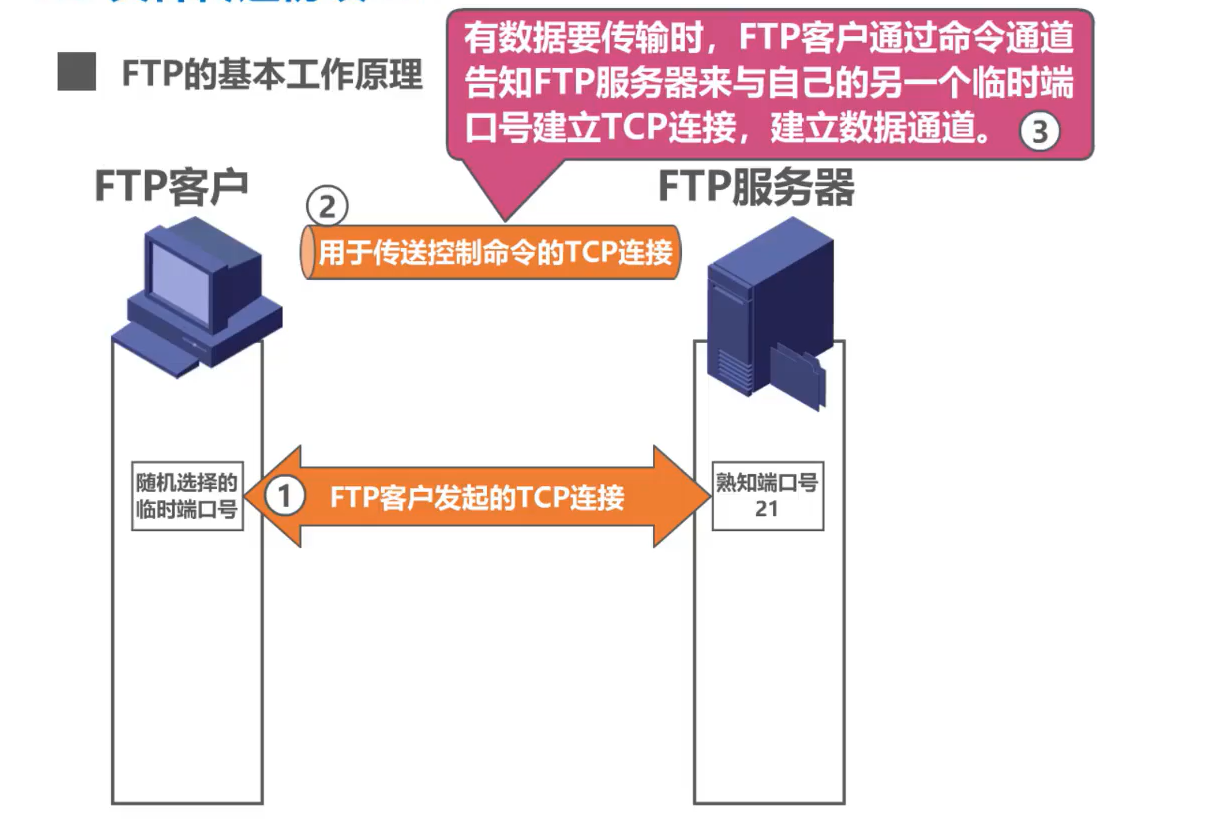 FTP的基本工作原理
有数据要传输时，FTP客户通过命令通道
告知FTP服务器来与自己的另一个临时端
口号建立TCP连接，建立数据通道。 ③
FTP客户
FTP服务器
②
用于传送控制命令的TCP连接
随机选择的
临时端口号
① FTP客户发起的TCP连接
熟知端口号
21